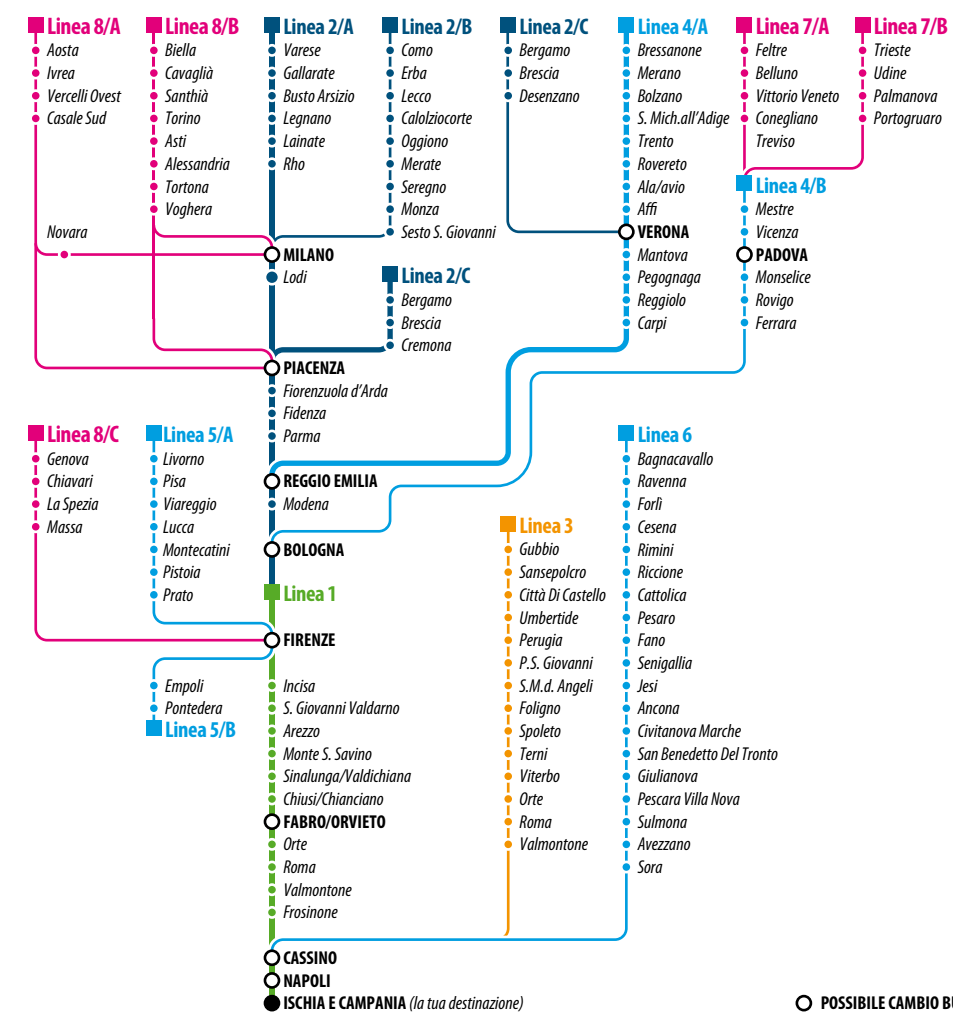 Linea 8/A
Aosta
Ivrea
Vercelli Ovest
Casale Sud
Novara
Linea 8/B
Biella
Cavaglià
Santhià
Torino
Asti
Alessandria
Tortona
Voghera
Linea 2/A
Varese
Gallarate
Busto Arsizio
Legnano
Lainate
Rho
MILANO
Lodi
Linea 2/B
Como
Erba
Lecco
Calolziocorte
Oggiono
Merate
Seregno
Monza
Sesto S. Giovanni
Linea 2/C
Bergamo
Brescia
Desenzano
Linea 4/A
Bressanone
Merano
Bolzano
S. Mich.all'Adige
Trento
Rovereto
Ala/avio
Affi
VERONA
Mantova
Pegognaga
Reggiolo
Carpi
Linea 7/A
Feltre
Belluno
Vittorio Veneto
Conegliano
Treviso
Linea 7/B
Trieste
Udine
Palmanova
Portogruaro
Linea 4/B
Mestre
Vicenza
PADOVA
Monselice
Rovigo
Ferrara
Linea 2/C
Bergamo
Brescia
Cremona
PIACENZA
Fiorenzuola d'Arda
Fidenza
Parma
REGGIO EMILIA
Modena
BOLOGNA
Linea 8/C
Genova
Chiavari
La Spezia
Massa
Linea 5/A
Livorno
Pisa
Viareggio
Lucca
Montecatini
Pistoia
Prato
Linea 1
FIRENZE
Empoli
Pontedera
Linea 5/B
Incisa
S. Giovanni Valdarno
Arezzo
Monte S. Savino
Sinalunga/Valdichiana
Chiusi/Chianciano
FABRO/ORVIETO
Orte
Roma
Valmontone
Frosinone
Linea 3
Gubbio
Sansepolcro
Città Di Castello
Umbertide
Perugia
P.S. Giovanni
S.M.d. Angeli
Foligno
Spoleto
Terni
Viterbo
Orte
Roma
Valmontone
Linea 6
Bagnacavallo
Ravenna
Forlì
Cesena
Rimini
Riccione
Cattolica
Pesaro
Fano
Senigallia
Jesi
Ancona
Civitanova Marche
San Benedetto Del Tronto
Giulianova
Pescara Villa Nova
Sulmona
Avezzano
Sora
CASSINO
NAPOLI
ISCHIA E CAMPANIA (la tua destinazione)
POSSIBILE CAMBIO